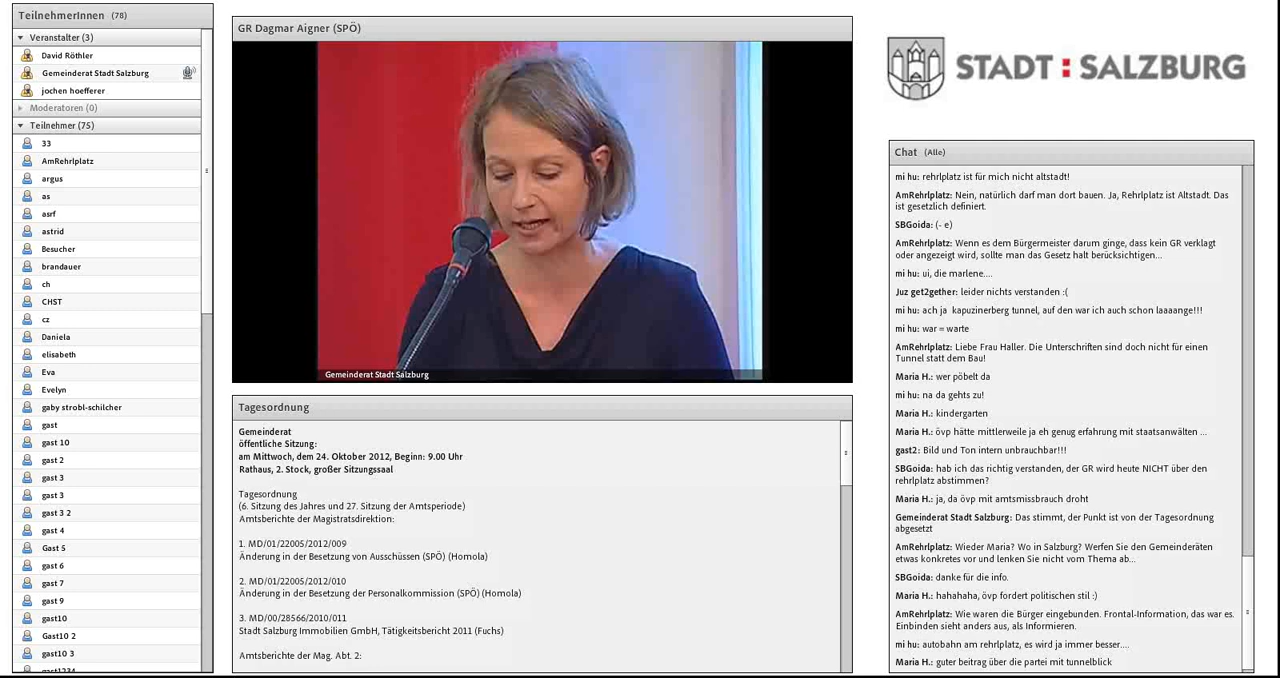 TeilnehmerInnen (78)
Veranstalter (3)
David Röthler
Gemeinderat Stadt Salzburg
jochen hoefferer
Moderatoren (0)
Teilnehmer (75)
33
AmRehrlplatz
argus
as
asrf
astrid
Besucher
brandauer
ch
CHST
cz
Daniela
elisabeth
Eva
Evelyn
gaby strobl-schilcher
gast
gast 10
gast 2
gast 3
gast 3
gast 3 2
gast 4
Gast 5
gast 6
gast 7
gast 9
gast10
Gast10 2
gast10 3
gast1234
GR Dagmar Aigner (SPÖ)
Gemeinderat Stadt Salzburg
Tagesordnung
Gemeinderat
öffentliche Sitzung:
am Mittwoch, dem 24. Oktober 2012, Beginn: 9.00 Uhr
Rathaus, 2. Stock, großer Sitzungssaal
Tagesordnung
(6. Sitzung des Jahres und 27. Sitzung der Amtsperiode)
Amtsberichte der Magistratsdirektion:
1. MD/01/22005/2012/009
Änderung in der Besetzung von Ausschüssen (SPÖ) (Homola)
2. MD/01/22005/2012/010
Änderung in der Besetzung der Personalkommission (SPÖ) (Homola)
3. MD/00/28566/2010/011
Stadt Salzburg Immobilien GmbH, Tätigkeitsbericht 2011 (Fuchs)
Amtsberichte der Mag. Abt. 2:
STADT : SALZBURG
Chat (Alle)
mi hu: rehrlplatz ist für mich nicht altstadt!
AmRehrlplatz: Nein, natürlich darf man dort bauen. Ja, Rehrlplatz ist Altstadt. Das
ist gesetzlich definiert.
SBGoida: (- e)
AmRehrlplatz: Wenn es dem Bürgermeister darum ginge, dass kein GR verklagt
oder angezeigt wird, sollte man das Gesetz halt berücksichtigen...
mi hu: ui, die marlene....
Juz get2gether: leider nichts verstanden :(
mi hu: ach ja kapuzinerberg tunnel, auf den war ich auch schon laaaange!!!
mi hu: war = warte
AmRehrlplatz: Liebe Frau Haller. Die Unterschriften sind doch nicht für einen
Tunnel statt dem Bau!
Maria H.: wer pöbelt da
mi hu: na da gehts zu!
Maria H.: kindergarten
Maria H.: övp hätte mittlerweile ja eh genug erfahrung mit staatsanwälten ...
gast2: Bild und Ton intern unbrauchbar!!!
SBGoida: hab ich das richtig verstanden, der GR wird heute NICHT über den
rehrlplatz abstimmen?
Maria H.: ja, da övp mit amtsmissbrauch droht
Gemeinderat Stadt Salzburg: Das stimmt, der Punkt ist von der Tagesordnung
abgesetzt
AmRehrlplatz: Wieder Maria? Wo in Salzburg? Werfen Sie den Gemeinderäten
etwas konkretes vor und lenken Sie nicht vom Thema ab...
SBGoida: danke für die info.
Maria H.: hahahaha, övp fordert politischen stil :)
AmRehrlplatz: Wie waren die Bürger eingebunden. Frontal-Information, das war es.
Einbinden sieht anders aus, als Informieren.
mi hu: autobahn am rehrlplatz, es wird ja immer besser....
Maria H.: guter beitrag über die partei mit tunnelblick